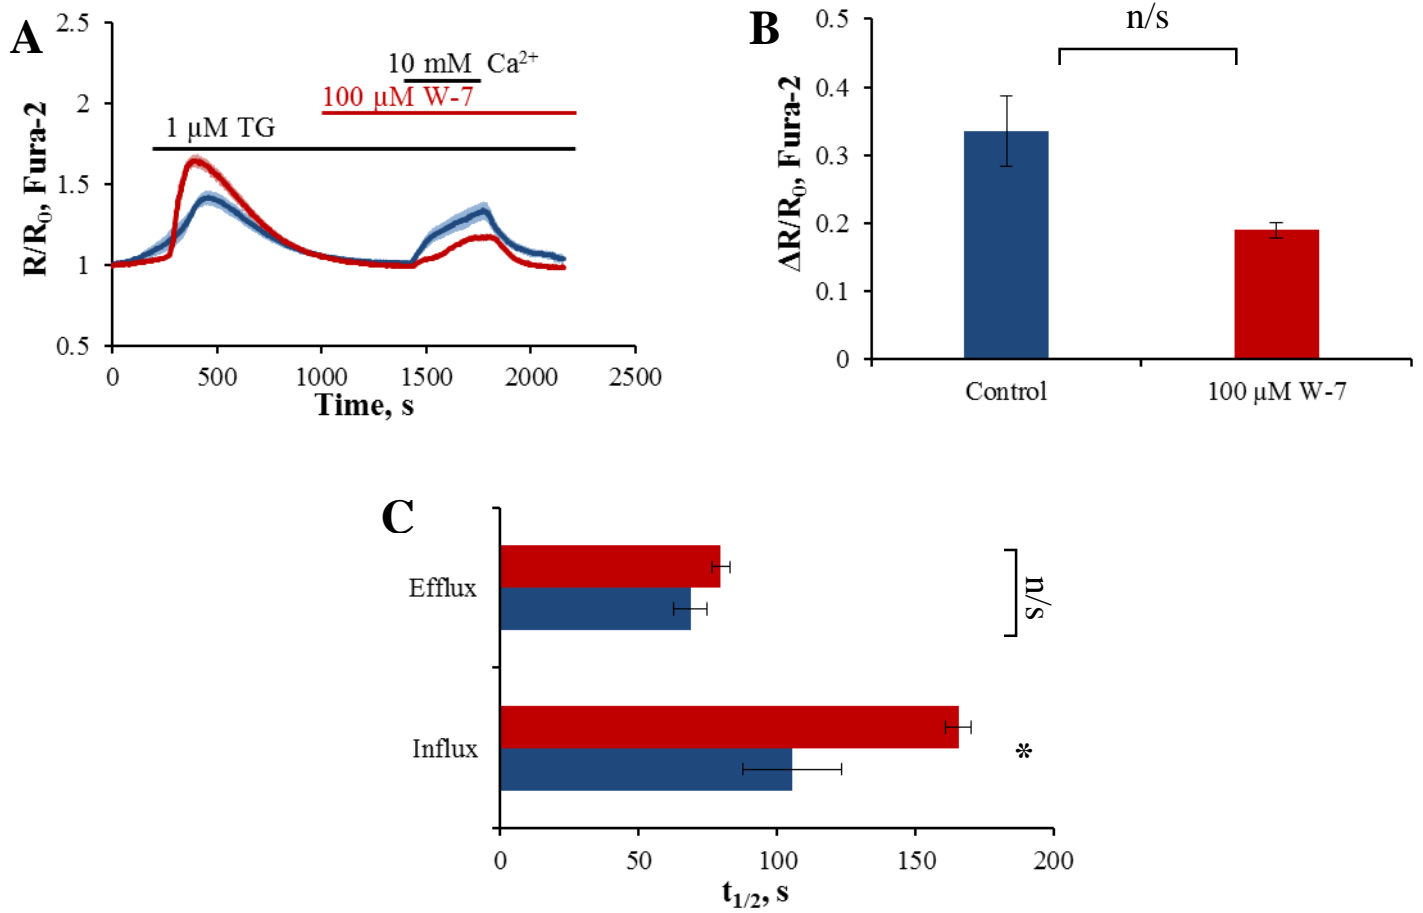 A
2.5
2
1.5
1
0.5
R/R₀, Fura-2
10 mM Ca²⁺
100 µM W-7
1 µM TG
0 500 1000 1500 2000 2500
Time, s
B
n/s
0.5
0.4
0.3
0.2
0.1
0
ΔR/R₀, Fura-2
Control 100 µM W-7
C
Efflux
n/s
Influx
*
0 50 100 150 200
t₁/₂, s